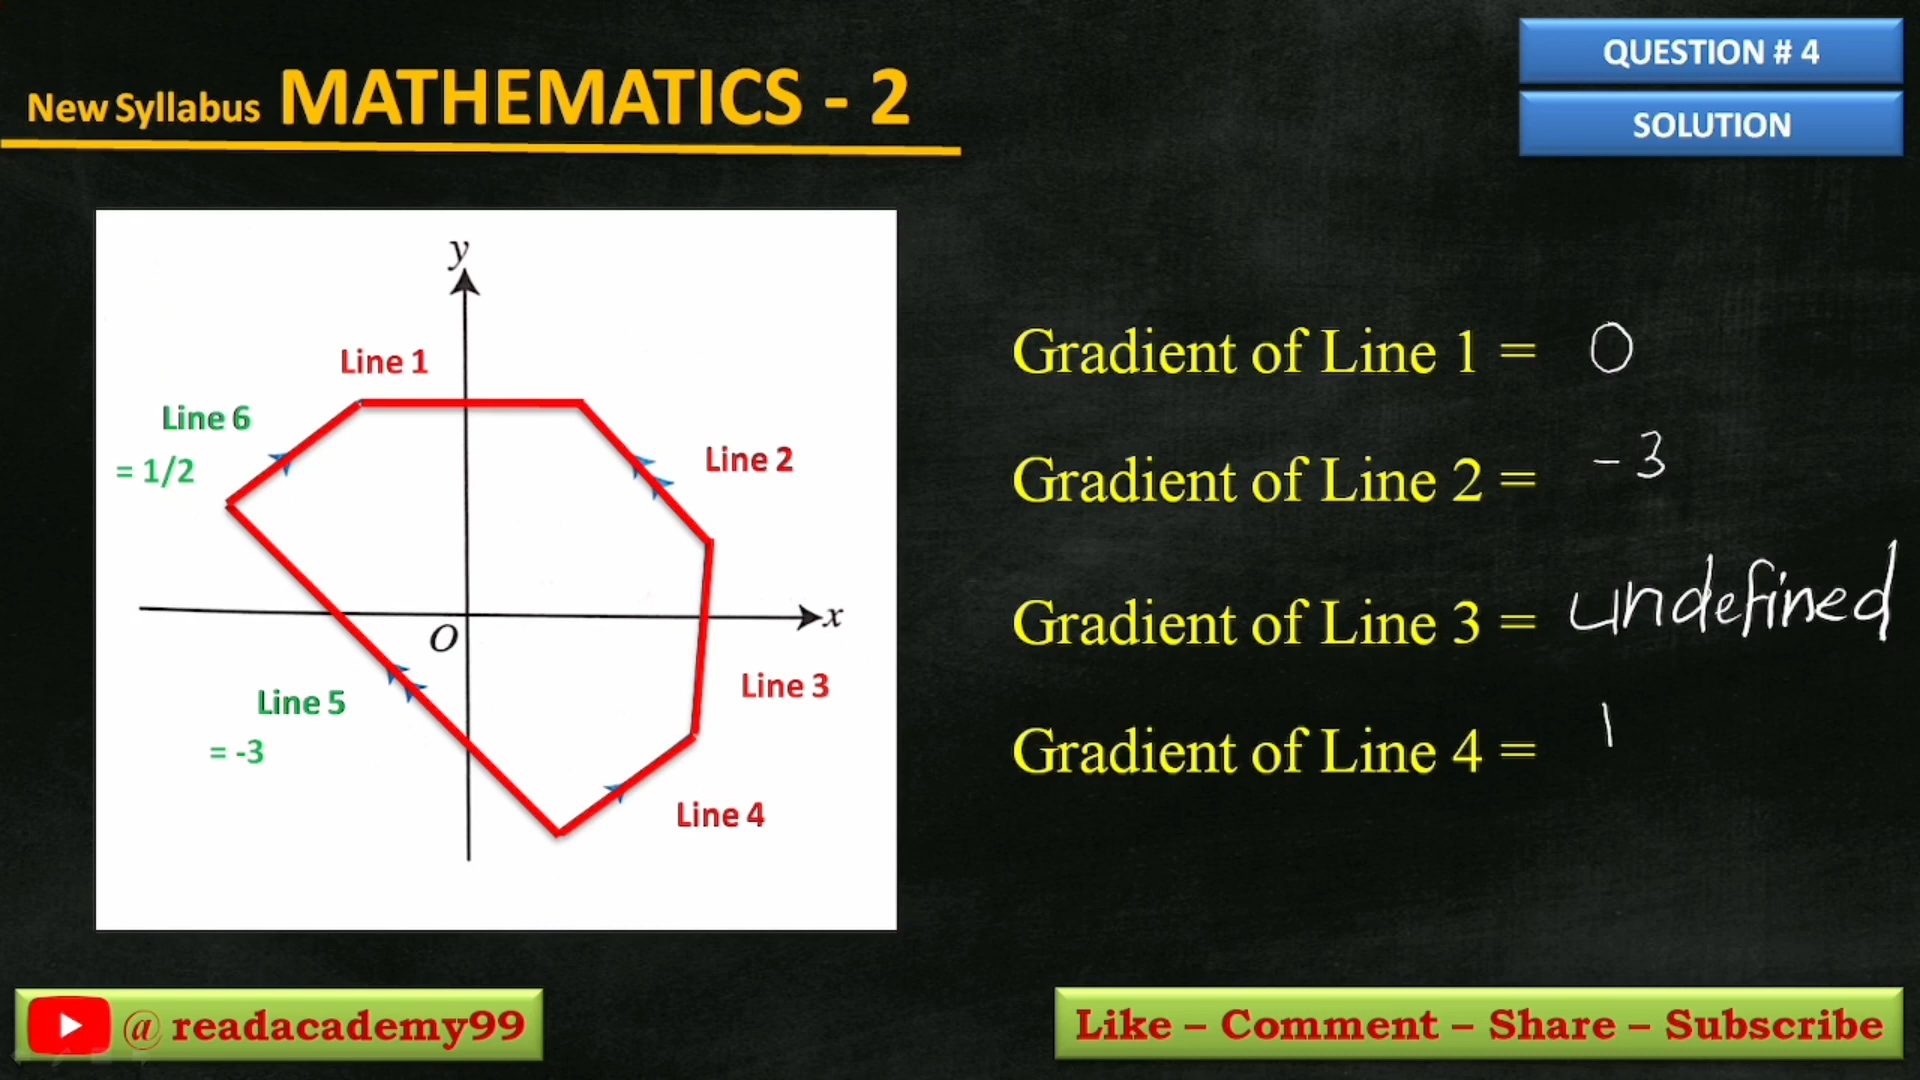 QUESTION # 4
SOLUTION
New Syllabus MATHEMATICS - 2
y
Line 1
Line 6
= 1/2
Line 2
x
O
Line 3
Line 5
= -3
Line 4
Gradient of Line 1 = 0
Gradient of Line 2 = -3
Gradient of Line 3 = undefined
Gradient of Line 4 = 1
@ readacademy99
Like – Comment – Share – Subscribe